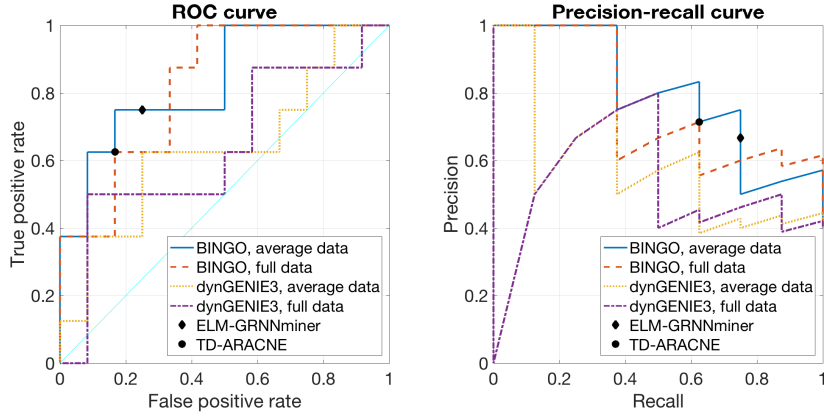 ROC curve
True positive rate
1
0.8
0.6
0.4
0.2
0
BINGO, average data
BINGO, full data
dynGENIE3, average data
dynGENIE3, full data
ELM-GRNNminer
TD-ARACNE
0 0.2 0.4 0.6 0.8 1
False positive rate
Precision-recall curve
Precision
1
0.8
0.6
0.4
0.2
0
BINGO, average data
BINGO, full data
dynGENIE3, average data
dynGENIE3, full data
ELM-GRNNminer
TD-ARACNE
0 0.2 0.4 0.6 0.8 1
Recall